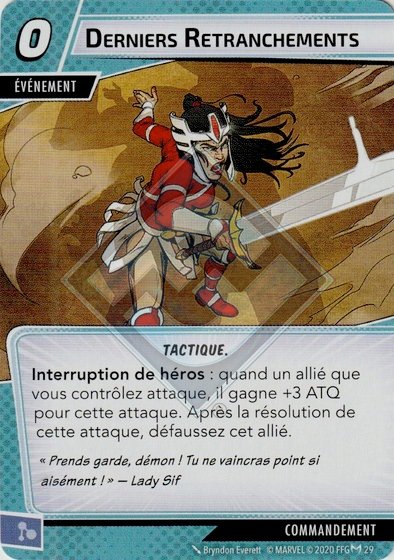 0
DERNIERS RETRANCHEMENTS
ÉVÉNEMENT
TACTIQUE.
Interruption de héros : quand un allié que
vous contrôlez attaque, il gagne +3 ATQ
pour cette attaque. Après la résolution de
cette attaque, défaussez cet allié.
« Prends garde, démon ! Tu ne vaincras point si
aisément ! » — Lady Sif
COMMANDEMENT
Bryndon Everett © MARVEL © 2020 FFG 29